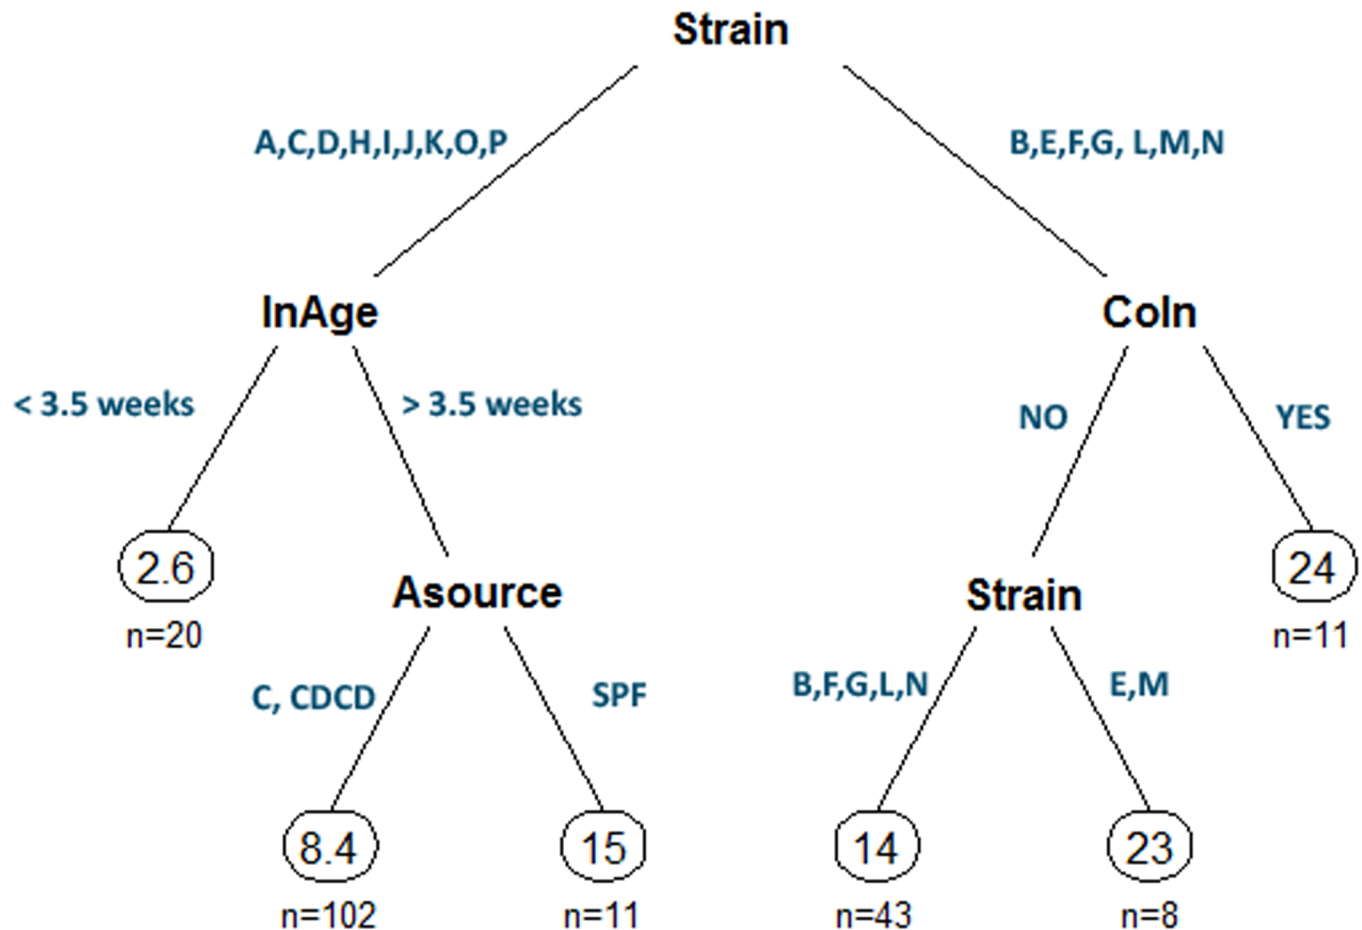 Strain
A,C,D,H,I,J,K,O,P
B,E,F,G, L,M,N
InAge
CoIn
< 3.5 weeks
> 3.5 weeks
NO
YES
2.6
n=20
Asource
Strain
24
n=11
C, CDCD
SPF
B,F,G,L,N
E,M
8.4
15
14
23
n=102
n=11
n=43
n=8